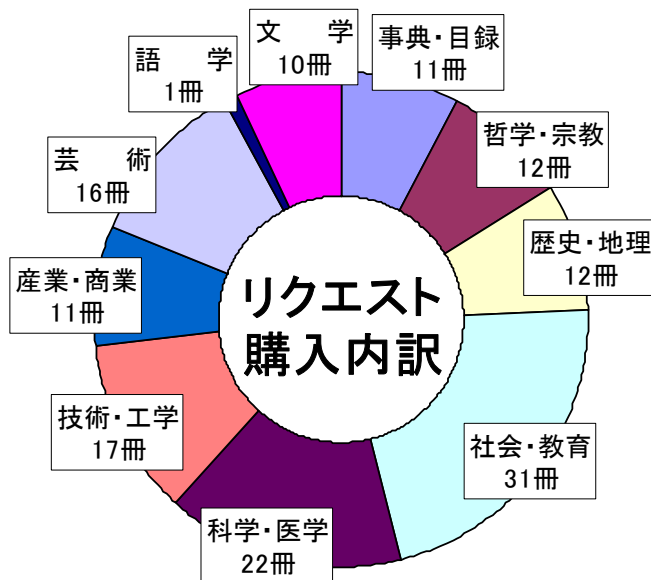 リクエスト
購入内訳
事典・目録
11冊
哲学・宗教
12冊
歴史・地理
12冊
社会・教育
31冊
科学・医学
22冊
技術・工学
17冊
産業・商業
11冊
芸　　術
16冊
語　　学
1冊
文　　学
10冊